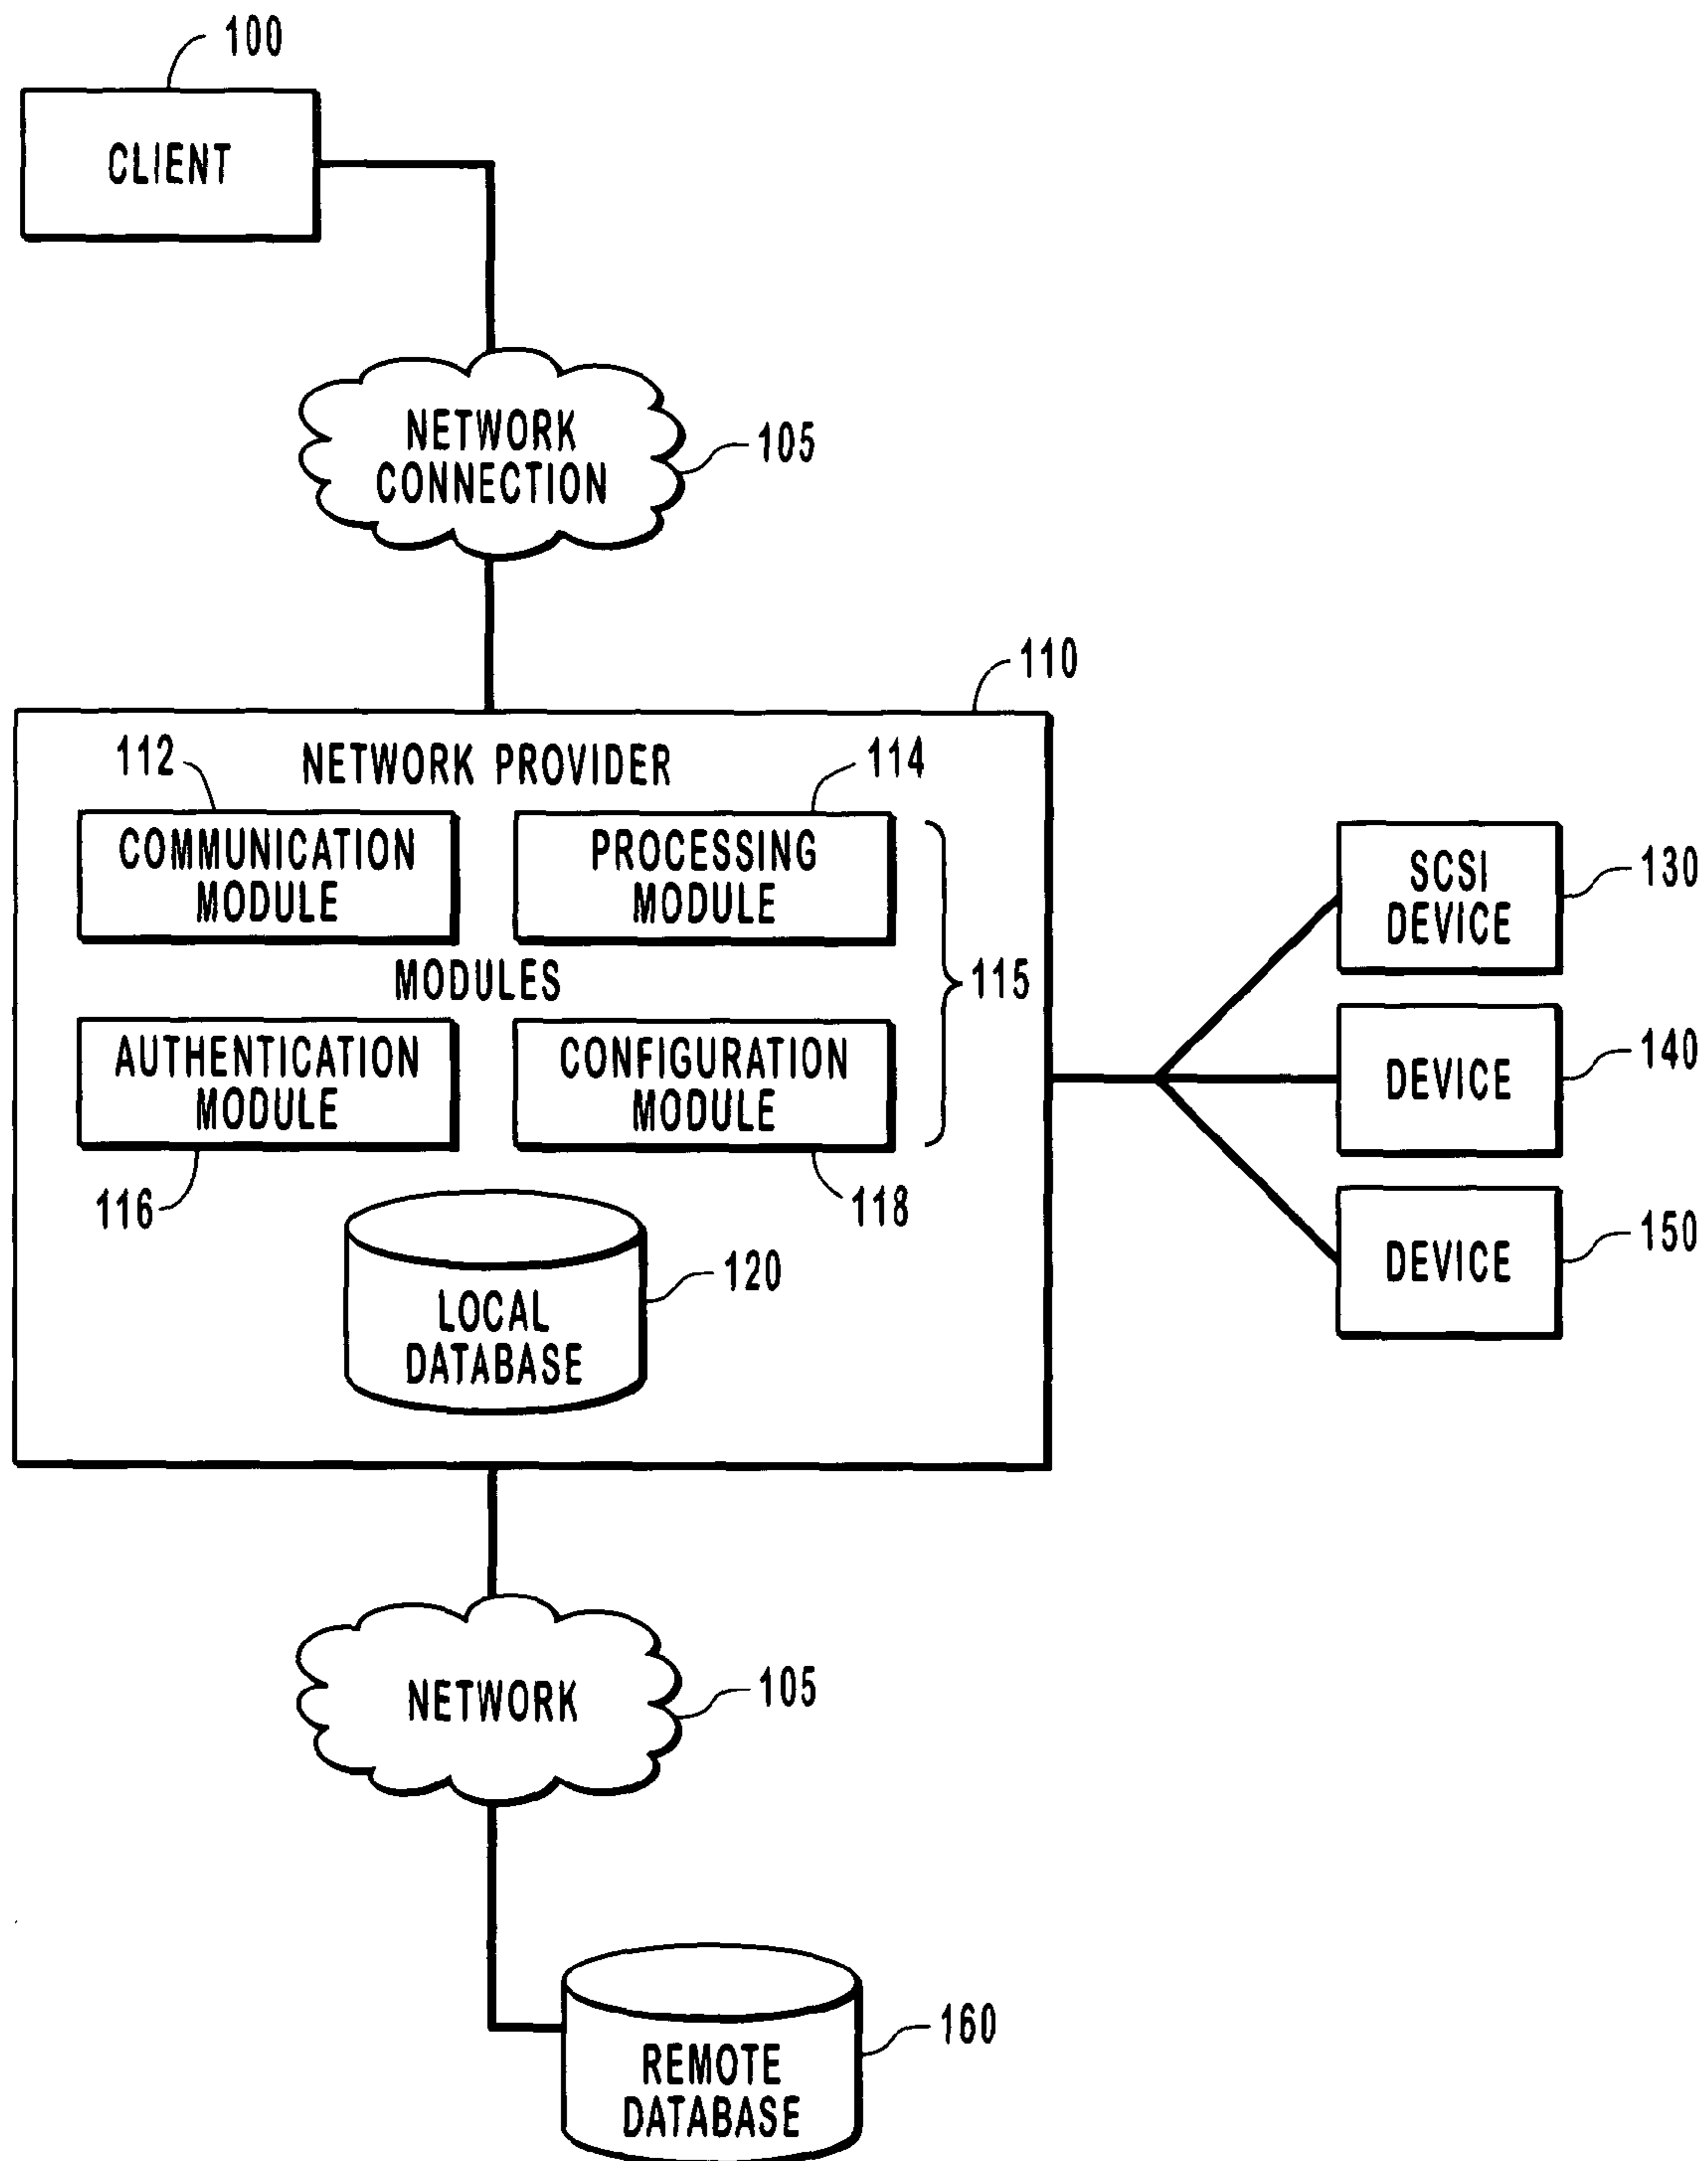 100
CLIENT
NETWORK
CONNECTION
105
110
NETWORK PROVIDER
112
114
COMMUNICATION
MODULE
PROCESSING
MODULE
MODULES
115
AUTHENTICATION
MODULE
CONFIGURATION
MODULE
116
118
LOCAL
DATABASE
120
SCSI
DEVICE
130
DEVICE
140
DEVICE
150
NETWORK
105
REMOTE
DATABASE
160